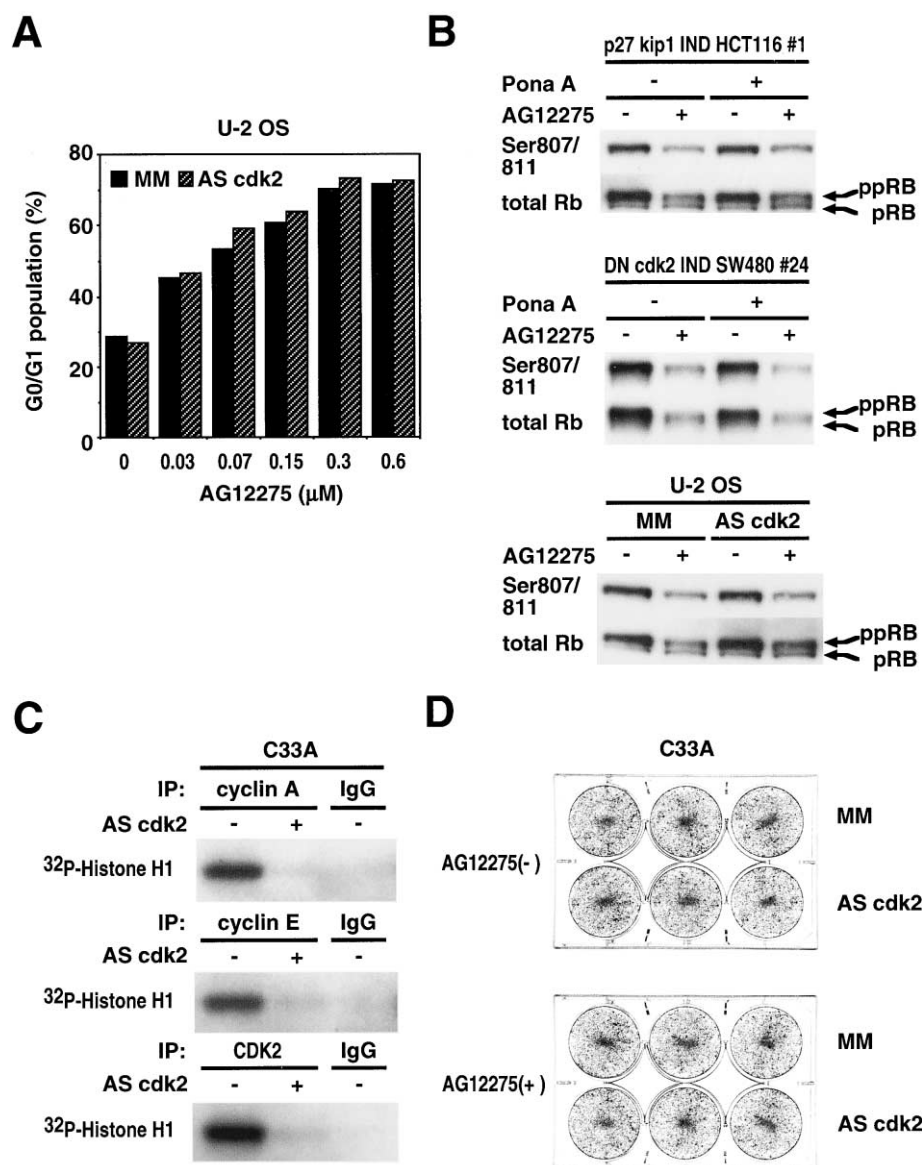 A
U-2 OS
80
60
40
20
0
G0/G1 population (%)
MM
AS cdk2
0 0.03 0.07 0.15 0.3 0.6
AG12275 (μM)
B
p27 kip1 IND HCT116 #1
Pona A - +
AG12275 - + - +
Ser807/
811
total Rb
ppRB
pRB
DN cdk2 IND SW480 #24
Pona A - +
AG12275 - + - +
Ser807/
811
total Rb
ppRB
pRB
U-2 OS
MM AS cdk2
AG12275 - + - +
Ser807/
811
total Rb
ppRB
pRB
C
C33A
IP: cyclin A IgG
AS cdk2 - + -
32P-Histone H1
IP: cyclin E IgG
AS cdk2 - + -
32P-Histone H1
IP: CDK2 IgG
AS cdk2 - + -
32P-Histone H1
D
C33A
AG12275(-)
MM
AS cdk2
AG12275(+)
MM
AS cdk2